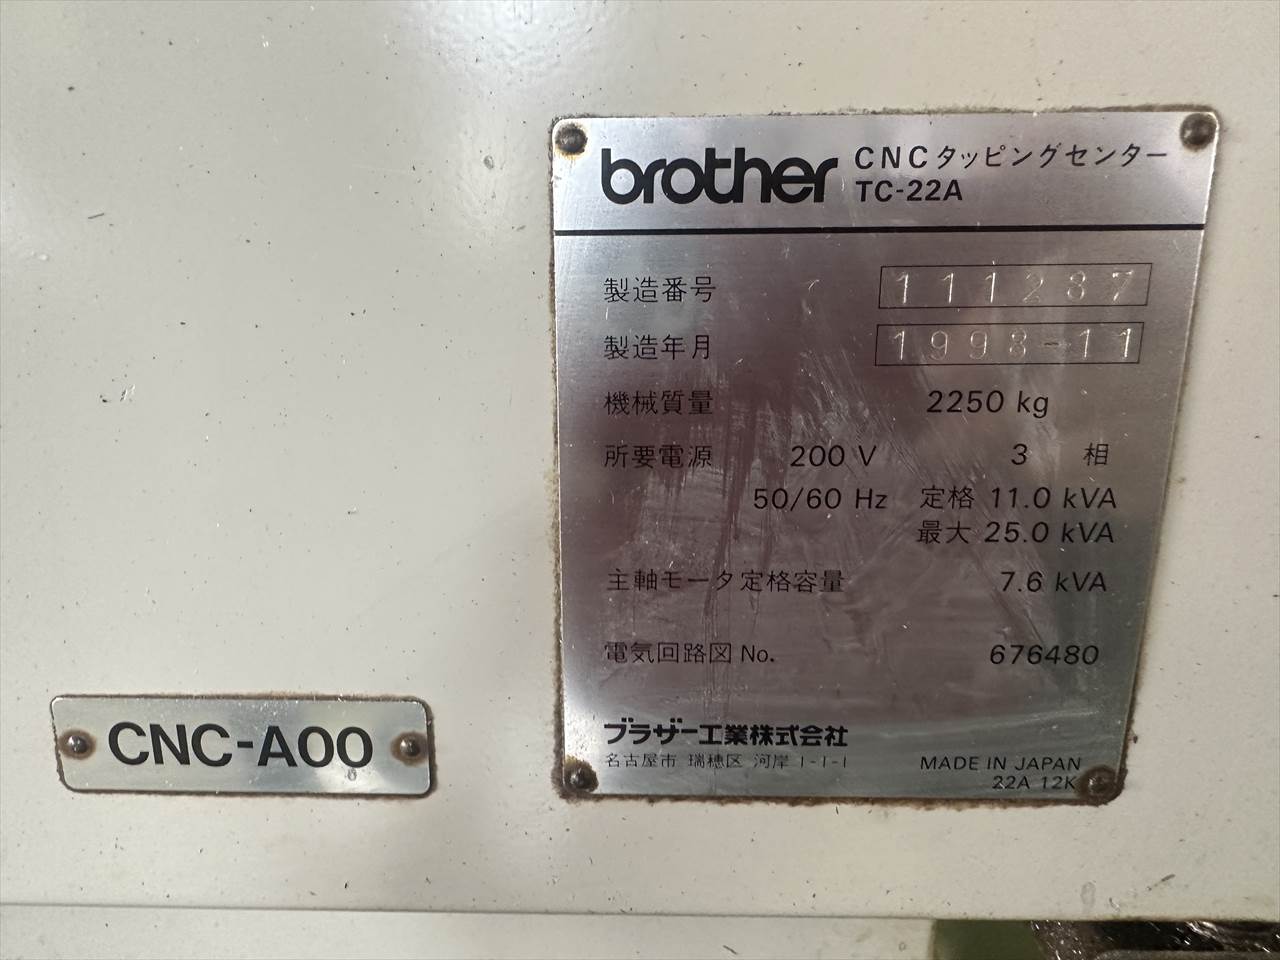 brother CNCタッピングセンター
TC-22A
製造番号 111287
製造年月 1998-11
機械質量 2250 kg
所要電源 200 V 3 相
50/60 Hz 定格 11.0 kVA
最大 25.0 kVA
主軸モータ定格容量 7.6 kVA
電気回路図 No. 676480
ブラザー工業株式会社
名古屋市 瑞穂区 河岸 1-1-1
MADE IN JAPAN
22A 12K
CNC-A00